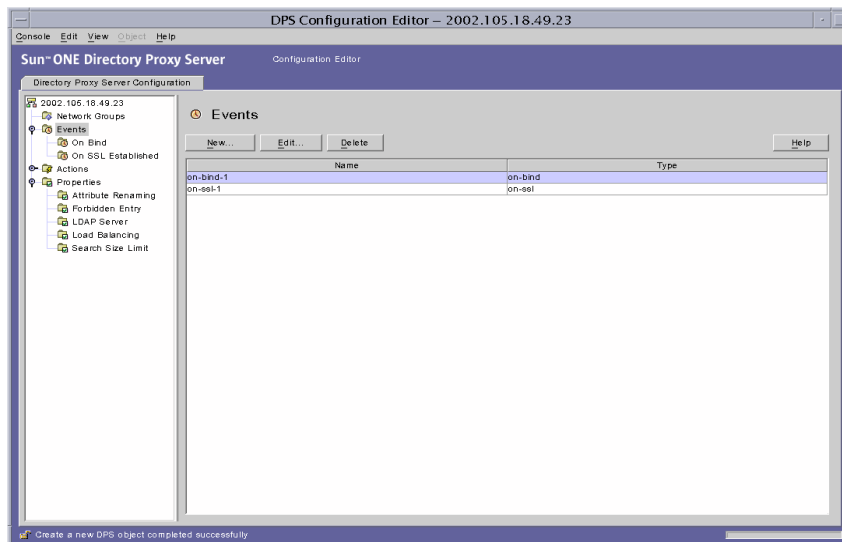 DPS Configuration Editor – 2002.105.18.49.23
Console Edit View Object Help
Sun™ ONE Directory Proxy Server Configuration Editor
Directory Proxy Server Configuration
2002.105.18.49.23
Network Groups
Events
On Bind
On SSL Established
Actions
Properties
Attribute Renaming
Forbidden Entry
LDAP Server
Load Balancing
Search Size Limit
Events
New... Edit... Delete Help
Name Type
on-bind-1 on-bind
on-ssl-1 on-ssl
Create a new DPS object completed successfully